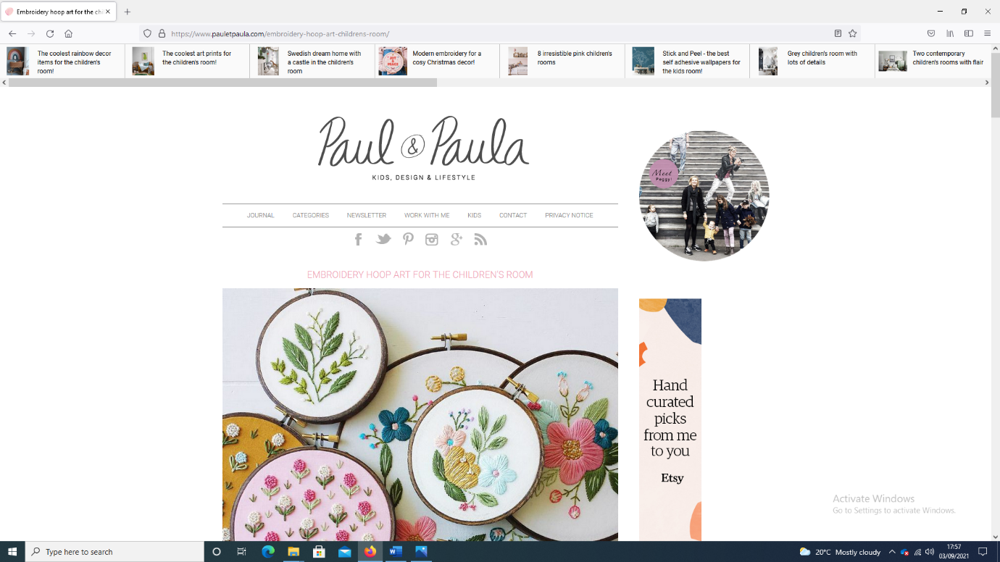 Embroidery hoop art for the chil
https://www.pauletpaula.com/embroidery-hoop-art-childrens-room/
The coolest rainbow decor
items for the children's
room!
The coolest art prints for
the children's room!
Swedish dream home with
a castle in the children's
room
Modern embroidery for a
cosy Christmas decor!
8 irresistible pink children's
rooms
Stick and Peel - the best
self adhesive wallpapers for
the kids room!
Grey children's room with
lots of details
Two contemporary
children's rooms with flair
Paul & Paula
KIDS, DESIGN & LIFESTYLE
Meet
Peggy!
JOURNAL CATEGORIES NEWSLETTER WORK WITH ME KIDS CONTACT PRIVACY NOTICE
EMBROIDERY HOOP ART FOR THE CHILDREN'S ROOM
Hand
curated
picks
from me
to you
Etsy
Activate Windows
Go to Settings to activate Windows.
Type here to search
20°C Mostly cloudy
17:57
03/09/2021